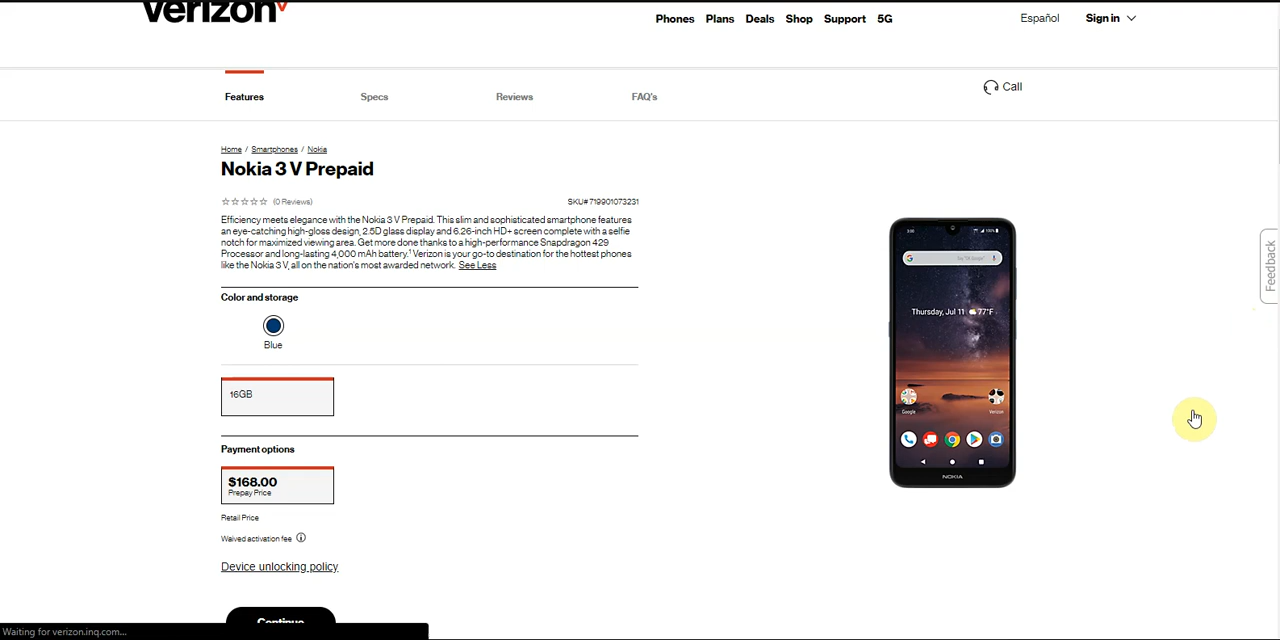 verizon
Phones Plans Deals Shop Support 5G
Español Sign in
Features Specs Reviews FAQ's
Call
Home / Smartphones / Nokia
Nokia 3 V Prepaid
(0 Reviews) SKU# 719901073231
Efficiency meets elegance with the Nokia 3 V Prepaid. This slim and sophisticated smartphone features
an eye-catching high-gloss design, 2.5D glass display and 6.26-inch HD+ screen complete with a selfie
notch for maximized viewing area. Get more done thanks to a high-performance Snapdragon 429
Processor and long-lasting 4,000 mAh battery.¹ Verizon is your go-to destination for the hottest phones
like the Nokia 3 V, all on the nation's most awarded network. See Less
Color and storage
Blue
16GB
Payment options
$168.00
Prepay Price
Retail Price
Waived activation fee
Device unlocking policy
Continue
Feedback
3:00 100%
Thursday, Jul 11 77°F
Google Verizon
NOKIA
Waiting for verizon.inq.com...